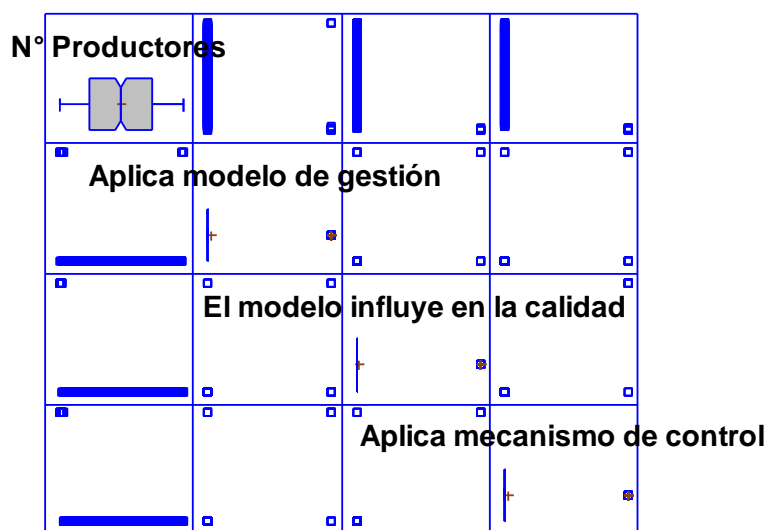 N° Productores
Aplica modelo de gestión
El modelo influye en la calidad
Aplica mecanismo de control